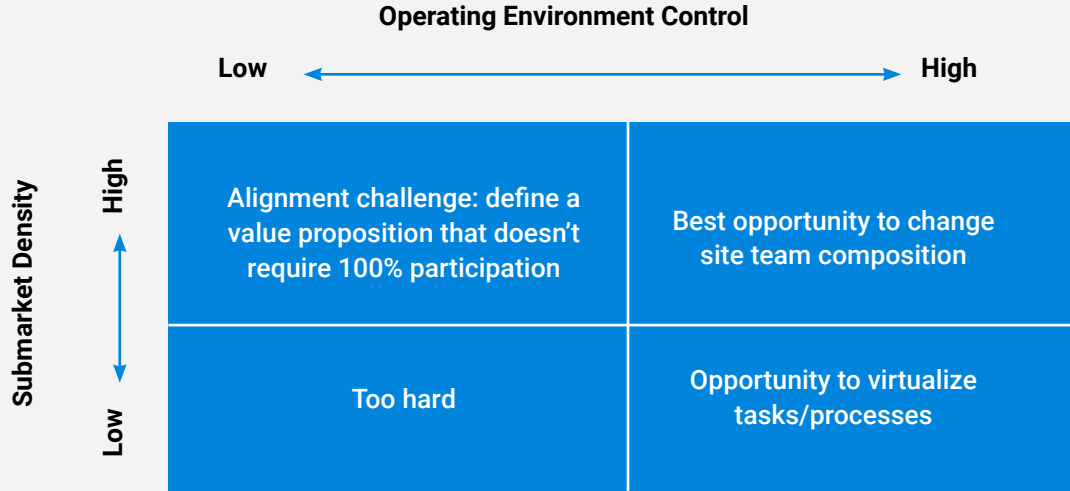 Operating Environment Control
Low
High
Submarket Density
High
Low
Alignment challenge: define a
value proposition that doesn’t
require 100% participation
Best opportunity to change
site team composition
Too hard
Opportunity to virtualize
tasks/processes